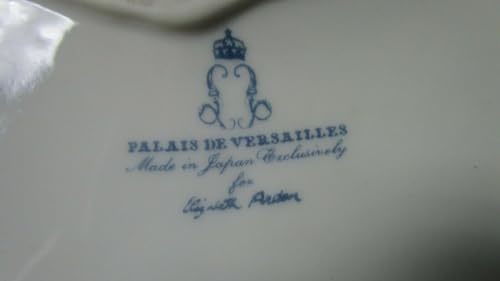 PALAIS DE VERSAILLES
Made in Japan Exclusively
for
Elizabeth Arden